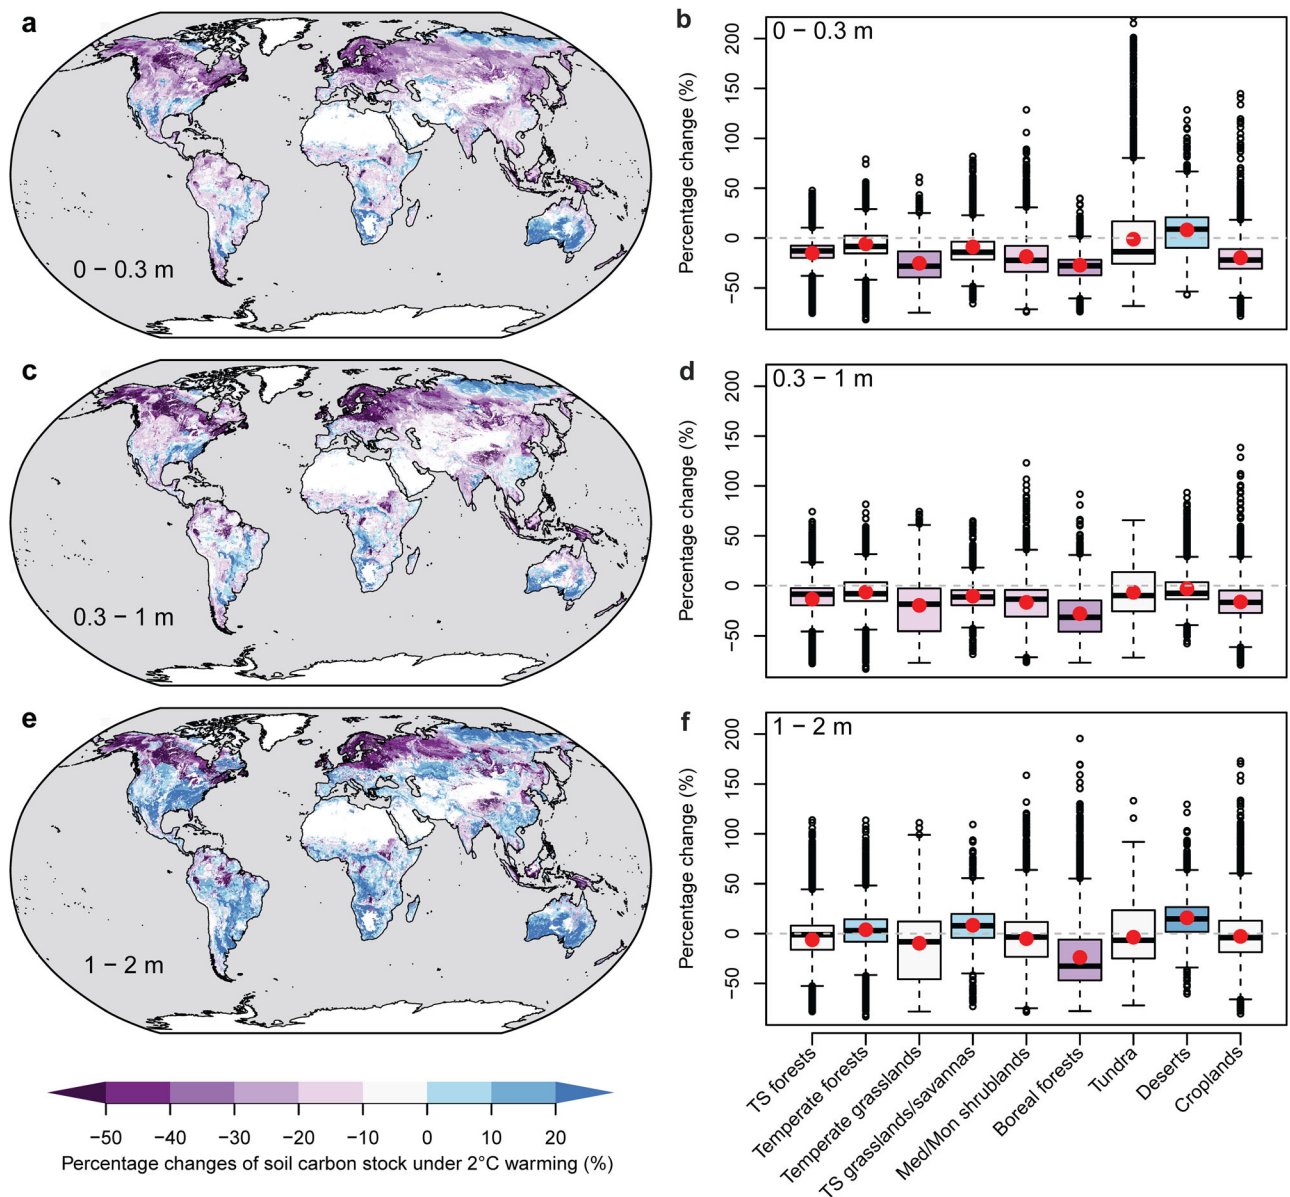 a
0 − 0.3 m
b
0 − 0.3 m
Percentage change (%)
200
150
100
50
0
−50
c
0.3 − 1 m
d
0.3 − 1 m
Percentage change (%)
200
150
100
50
0
−50
e
1 − 2 m
f
1 − 2 m
Percentage change (%)
200
150
100
50
0
−50
TS forests
Temperate forests
Temperate grasslands
TS grasslands/savannas
Med/Mon shrublands
Boreal forests
Tundra
Deserts
Croplands
−50 −40 −30 −20 −10 0 10 20
Percentage changes of soil carbon stock under 2°C warming (%)